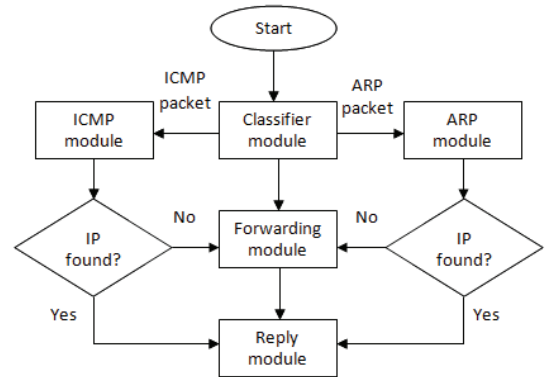 Start
ICMP
packet
ARP
packet
ICMP
module
Classifier
module
ARP
module
IP
found?
No
Forwarding
module
No
IP
found?
Yes
Reply
module
Yes